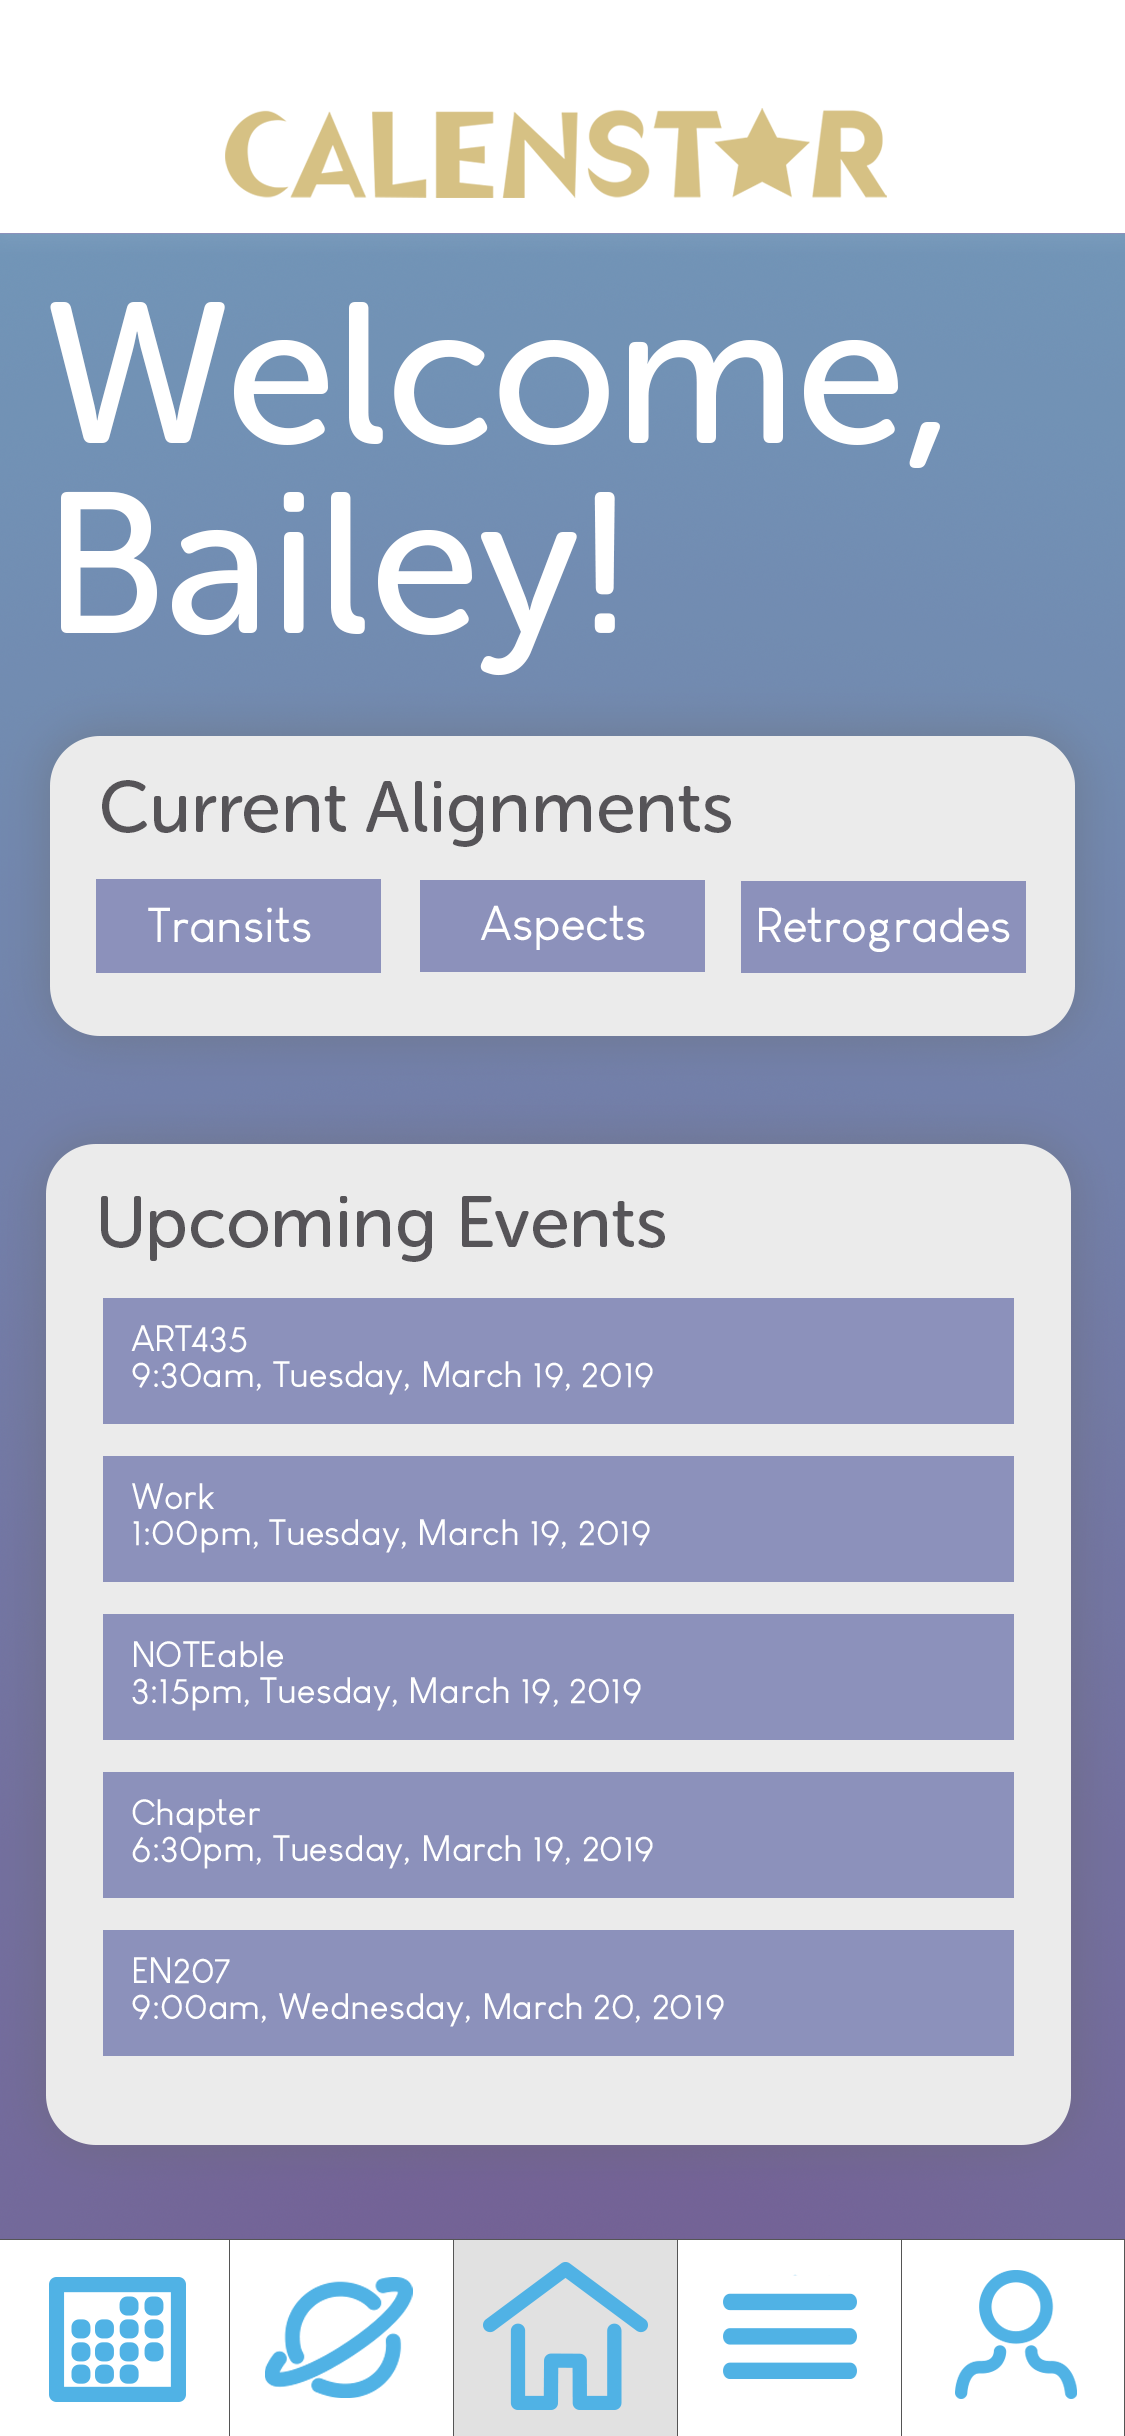 CALENSTAR
Welcome,
Bailey!
Current Alignments
Transits Aspects Retrogrades
Upcoming Events
ART435
9:30am, Tuesday, March 19, 2019
Work
1:00pm, Tuesday, March 19, 2019
NOTEable
3:15pm, Tuesday, March 19, 2019
Chapter
6:30pm, Tuesday, March 19, 2019
EN207
9:00am, Wednesday, March 20, 2019